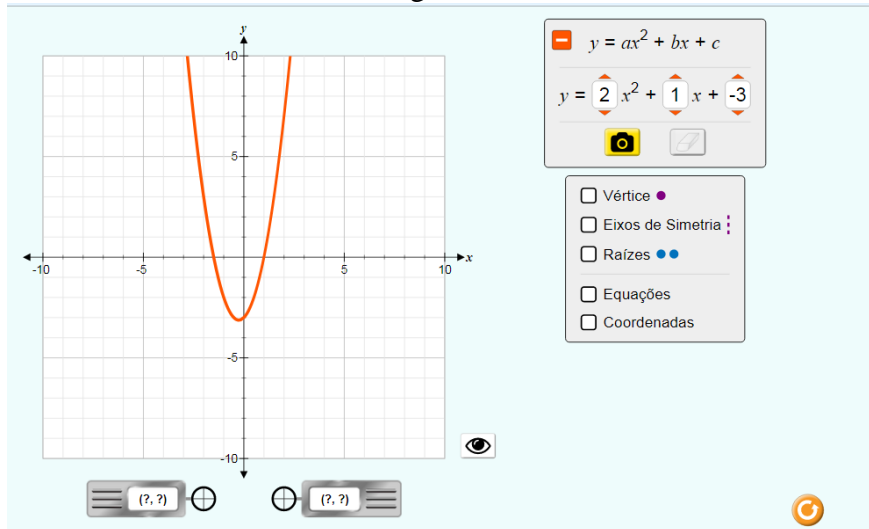 y
10
5
-10
-5
5
10
x
-5
-10
(?, ?)
(?, ?)
y = ax² + bx + c
y = 2 x² + 1 x + -3
Vértice
Eixos de Simetria
Raízes
Equações
Coordenadas